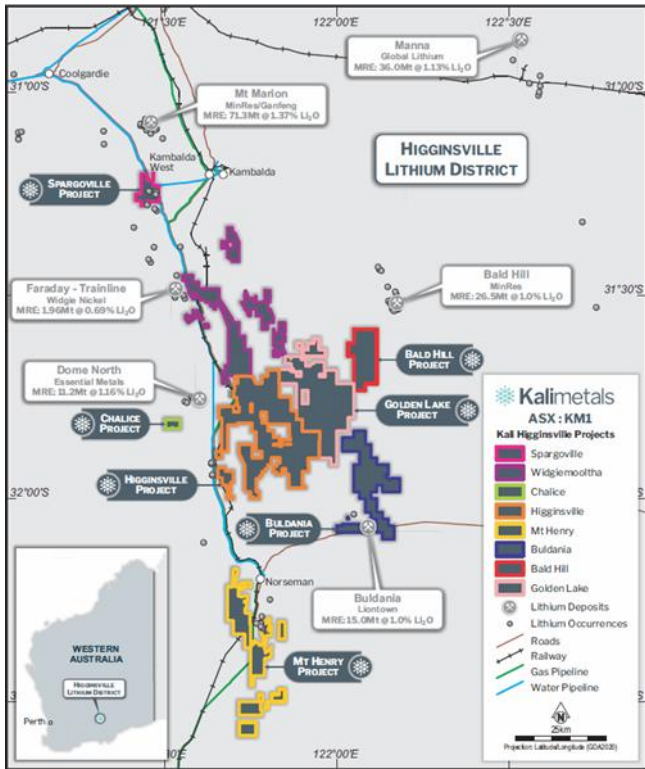 121°30'E
122°00'E
122°30'E
Manna
Global Lithium
MRE: 36.0Mt @ 1.13% Li₂O
Coolgardie
31°00'S
31°00'S
Mt Marion
MinRes/Ganfeng
MRE: 71.3Mt @ 1.37% Li₂O
HIGGINSVILLE
LITHIUM DISTRICT
Kambalda
West
Kambalda
SPARGOVILLE
PROJECT
Faraday - Trainline
Widgie Nickel
MRE: 1.96Mt @ 0.69% Li₂O
Bald Hill
MinRes
MRE: 26.5Mt @ 1.0% Li₂O
31°30'S
Dome North
Essential Metals
MRE: 11.2Mt @ 1.16% Li₂O
BALD HILL
PROJECT
CHALICE
PROJECT
GOLDEN LAKE
PROJECT
HIGGINSVILLE
PROJECT
32°00'S
BULDANIA
PROJECT
Norseman
Buldania
Liontown
MRE: 15.0Mt @ 1.0% Li₂O
MT HENRY
PROJECT
Kalimetals
ASX : KM1
Kali Higginsville Projects
Spargoville
Widgiemooltha
Chalice
Higginsville
Mt Henry
Buldania
Bald Hill
Golden Lake
Lithium Deposits
Lithium Occurrences
Roads
Railway
Gas Pipeline
Water Pipeline
N
25km
Projection: Latitude/Longitude (GDA2020)
WESTERN
AUSTRALIA
HIGGINSVILLE
LITHIUM DISTRICT
Perth
122°00'E